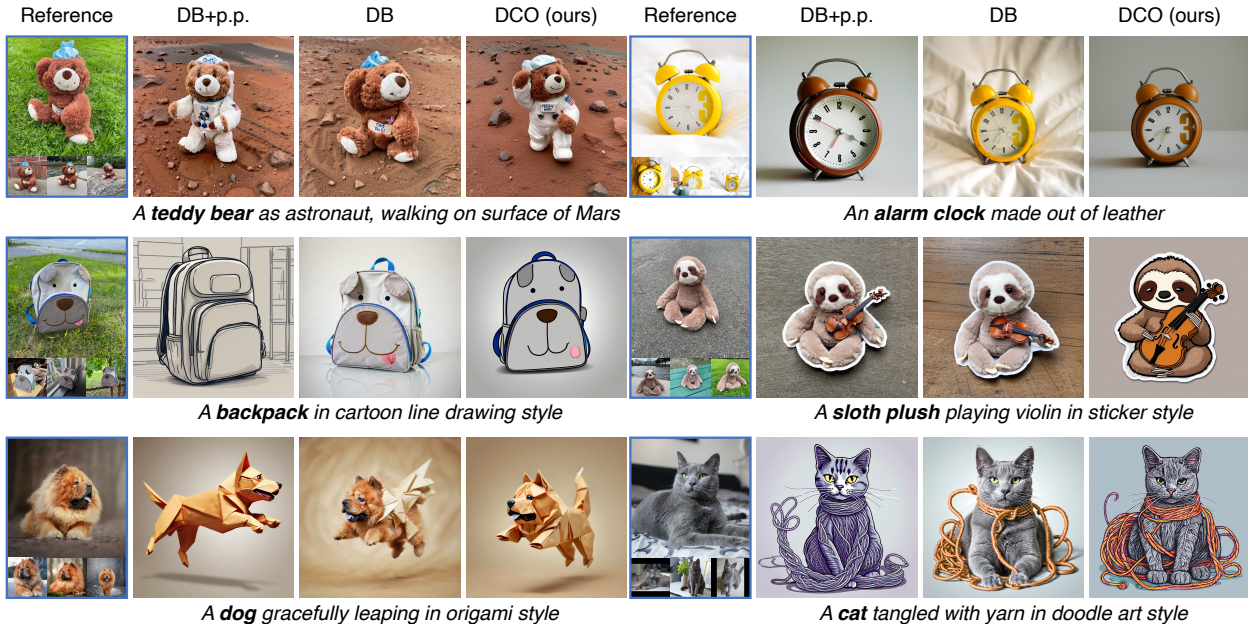 Reference DB+p.p. DB DCO (ours) Reference DB+p.p. DB DCO (ours)
A teddy bear as astronaut, walking on surface of Mars
An alarm clock made out of leather
A backpack in cartoon line drawing style
A sloth plush playing violin in sticker style
A dog gracefully leaping in origami style
A cat tangled with yarn in doodle art style